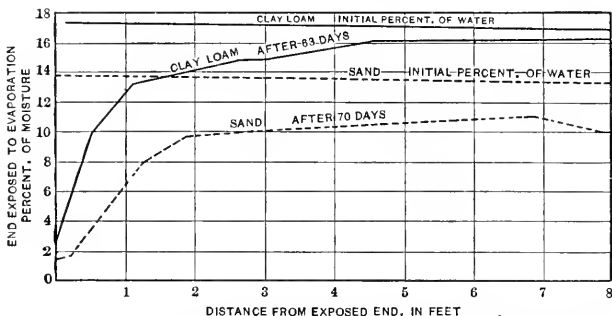 CLAY LOAM INITIAL PERCENT. OF WATER
CLAY LOAM AFTER 63 DAYS
SAND INITIAL PERCENT. OF WATER
SAND AFTER 70 DAYS
END EXPOSED TO EVAPORATION
PERCENT. OF MOISTURE
18
16
14
12
10
8
6
4
2
0
1 2 3 4 5 6 7 8
DISTANCE FROM EXPOSED END, IN FEET